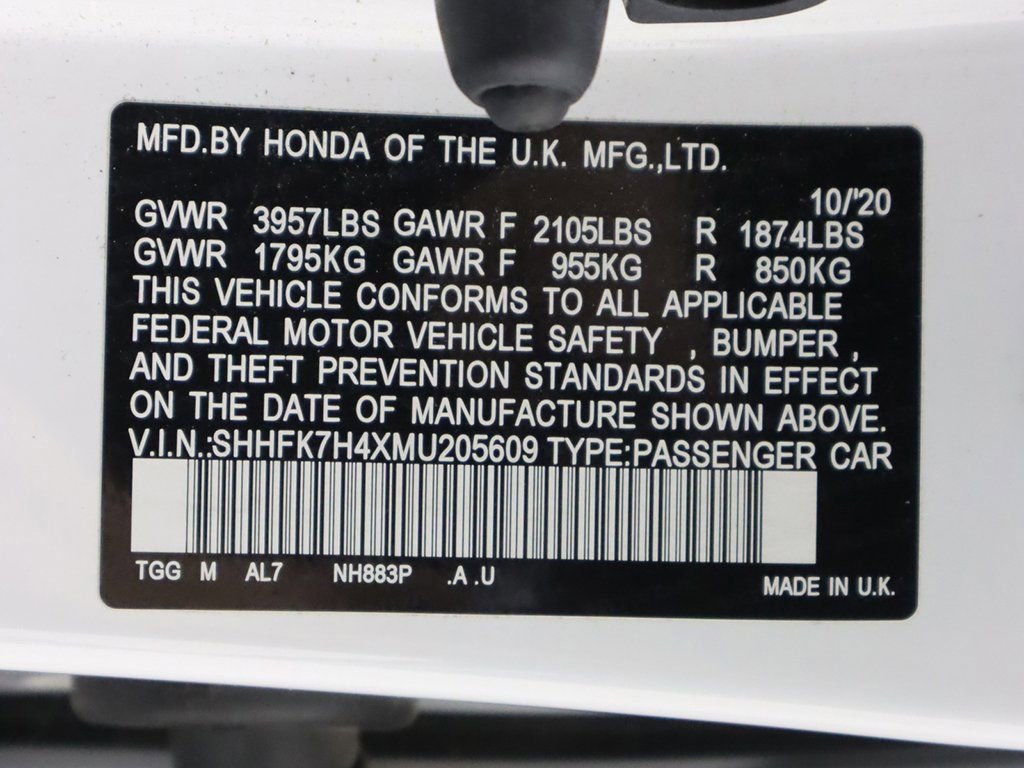 MFD.BY HONDA OF THE U.K. MFG.,LTD.
10/'20
GVWR 3957LBS GAWR F 2105LBS R 1874LBS
GVWR 1795KG GAWR F 955KG R 850KG
THIS VEHICLE CONFORMS TO ALL APPLICABLE
FEDERAL MOTOR VEHICLE SAFETY , BUMPER ,
AND THEFT PREVENTION STANDARDS IN EFFECT
ON THE DATE OF MANUFACTURE SHOWN ABOVE.
V.I.N.:SHHFK7H4XMU205609 TYPE:PASSENGER CAR
TGG M AL7 NH883P .A .U
MADE IN U.K.